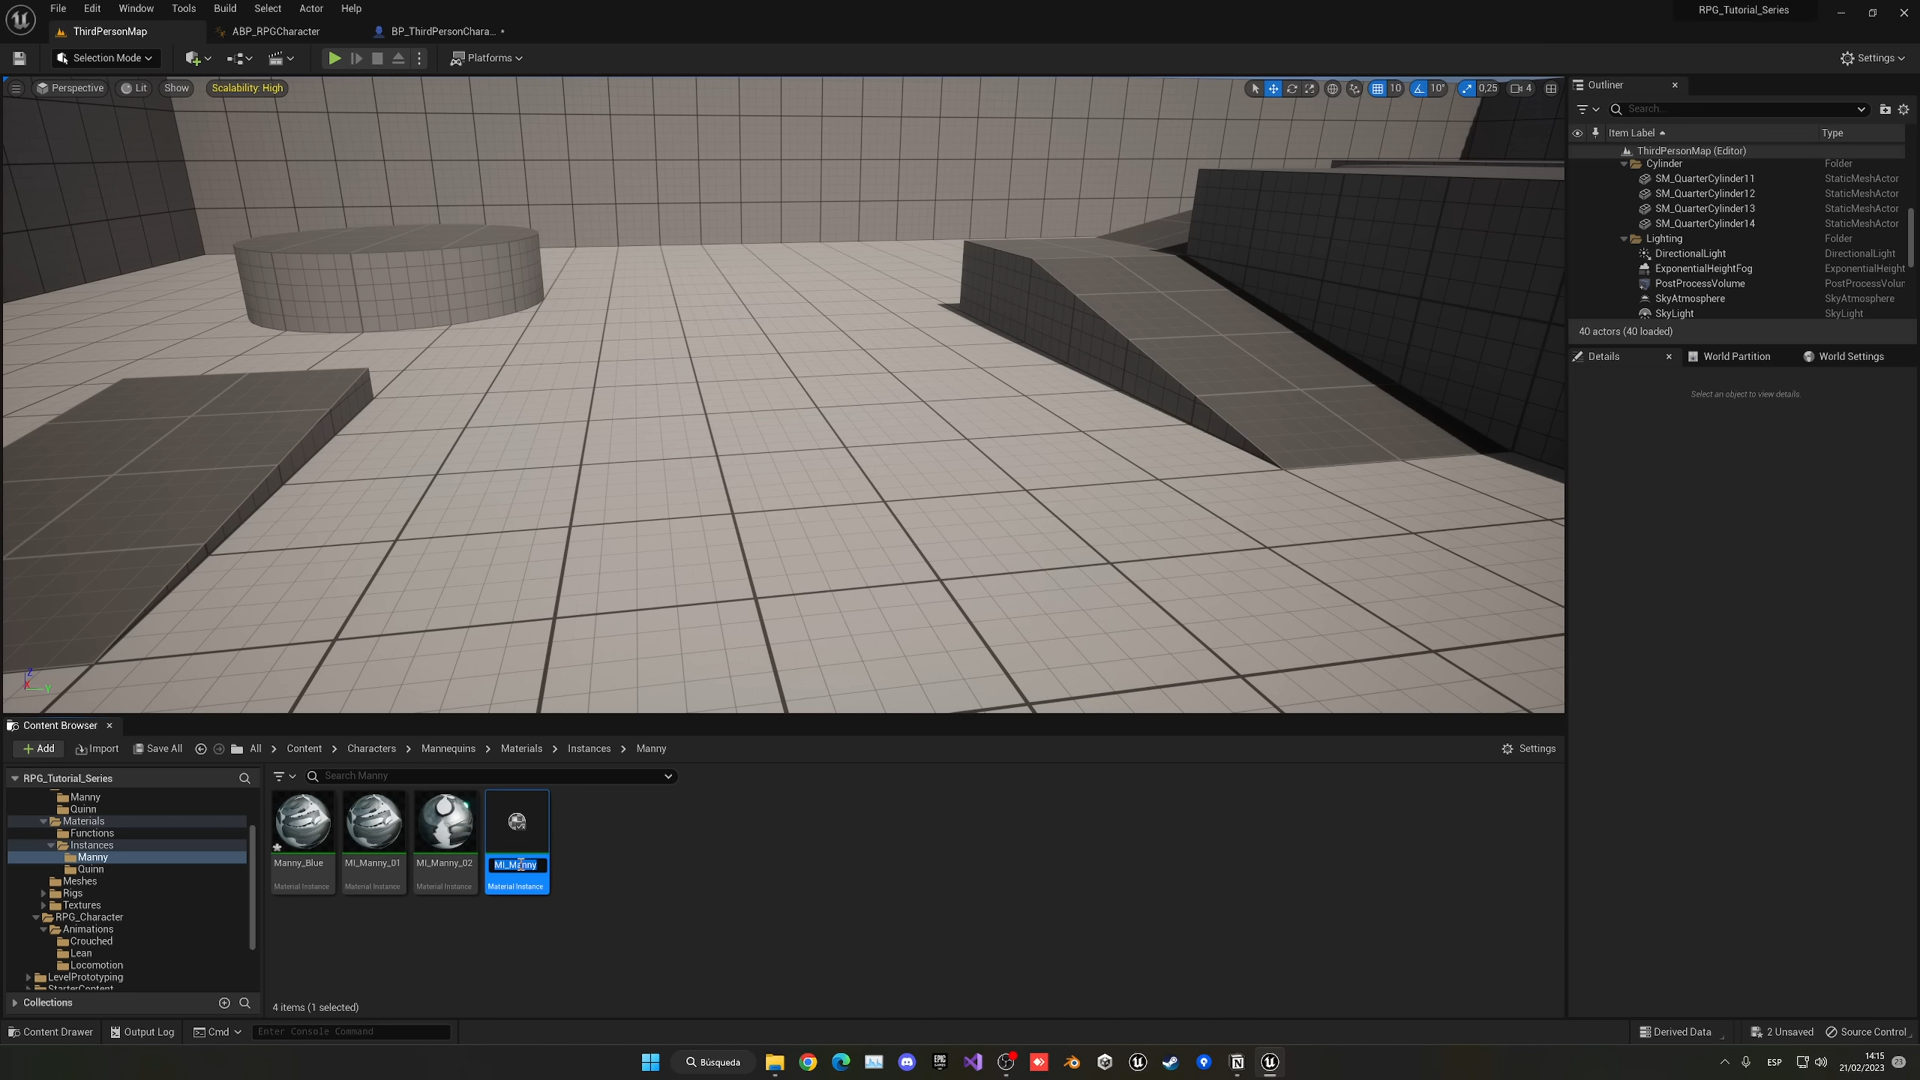 File Edit Window Tools Build Select Actor Help
RPG_Tutorial_Series
ThirdPersonMap
ABP_RPGCharacter
BP_ThirdPersonChara... •
Selection Mode
Platforms
Settings
Perspective
Lit
Show
Scalability: High
10
10°
0,25
4
Outliner
Search...
Item Label
Type
ThirdPersonMap (Editor)
Cylinder Folder
SM_QuarterCylinder11 StaticMeshActor
SM_QuarterCylinder12 StaticMeshActor
SM_QuarterCylinder13 StaticMeshActor
SM_QuarterCylinder14 StaticMeshActor
Lighting Folder
DirectionalLight DirectionalLight
ExponentialHeightFog ExponentialHeight
PostProcessVolume PostProcessVolur
SkyAtmosphere SkyAtmosphere
SkyLight SkyLight
40 actors (40 loaded)
Details
World Partition
World Settings
Select an object to view details.
Z
X
Y
Content Browser
Add
Import
Save All
All > Content > Characters > Mannequins > Materials > Instances > Manny
Settings
RPG_Tutorial_Series
Search Manny
Manny
Quinn
Materials
Functions
Instances
Manny
Quinn
Meshes
Rigs
Textures
RPG_Character
Animations
Crouched
Lean
Locomotion
LevelPrototyping
StarterContent
Manny_Blue
Material Instance
MI_Manny_01
Material Instance
MI_Manny_02
Material Instance
MI_Manny
Material Instance
Collections
4 items (1 selected)
Content Drawer
Output Log
Cmd
Enter Console Command
Derived Data
2 Unsaved
Source Control
Búsqueda
ESP
14:15
21/02/2023
23